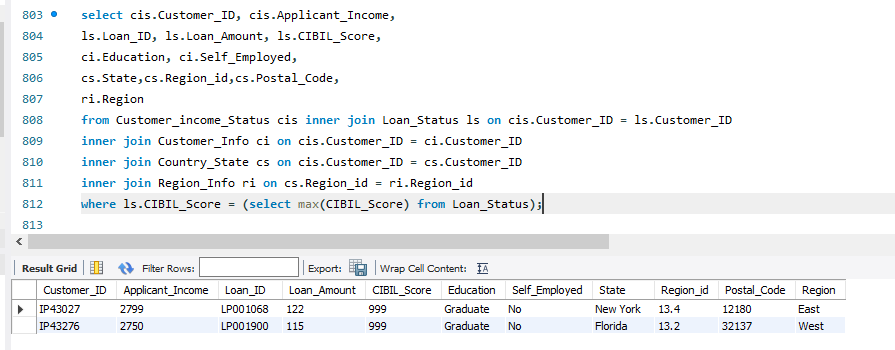 803 select cis.Customer_ID, cis.Applicant_Income,
804 ls.Loan_ID, ls.Loan_Amount, ls.CIBIL_Score,
805 ci.Education, ci.Self_Employed,
806 cs.State,cs.Region_id,cs.Postal_Code,
807 ri.Region
808 from Customer_income_Status cis inner join Loan_Status ls on cis.Customer_ID = ls.Customer_ID
809 inner join Customer_Info ci on cis.Customer_ID = ci.Customer_ID
810 inner join Country_State cs on cis.Customer_ID = cs.Customer_ID
811 inner join Region_Info ri on cs.Region_id = ri.Region_id
812 where ls.CIBIL_Score = (select max(CIBIL_Score) from Loan_Status);
813
Result Grid Filter Rows: Export: Wrap Cell Content: IA
Customer_ID Applicant_Income Loan_ID Loan_Amount CIBIL_Score Education Self_Employed State Region_id Postal_Code Region
IP43027 2799 LP001068 122 999 Graduate No New York 13.4 12180 East
IP43276 2750 LP001900 115 999 Graduate No Florida 13.2 32137 West